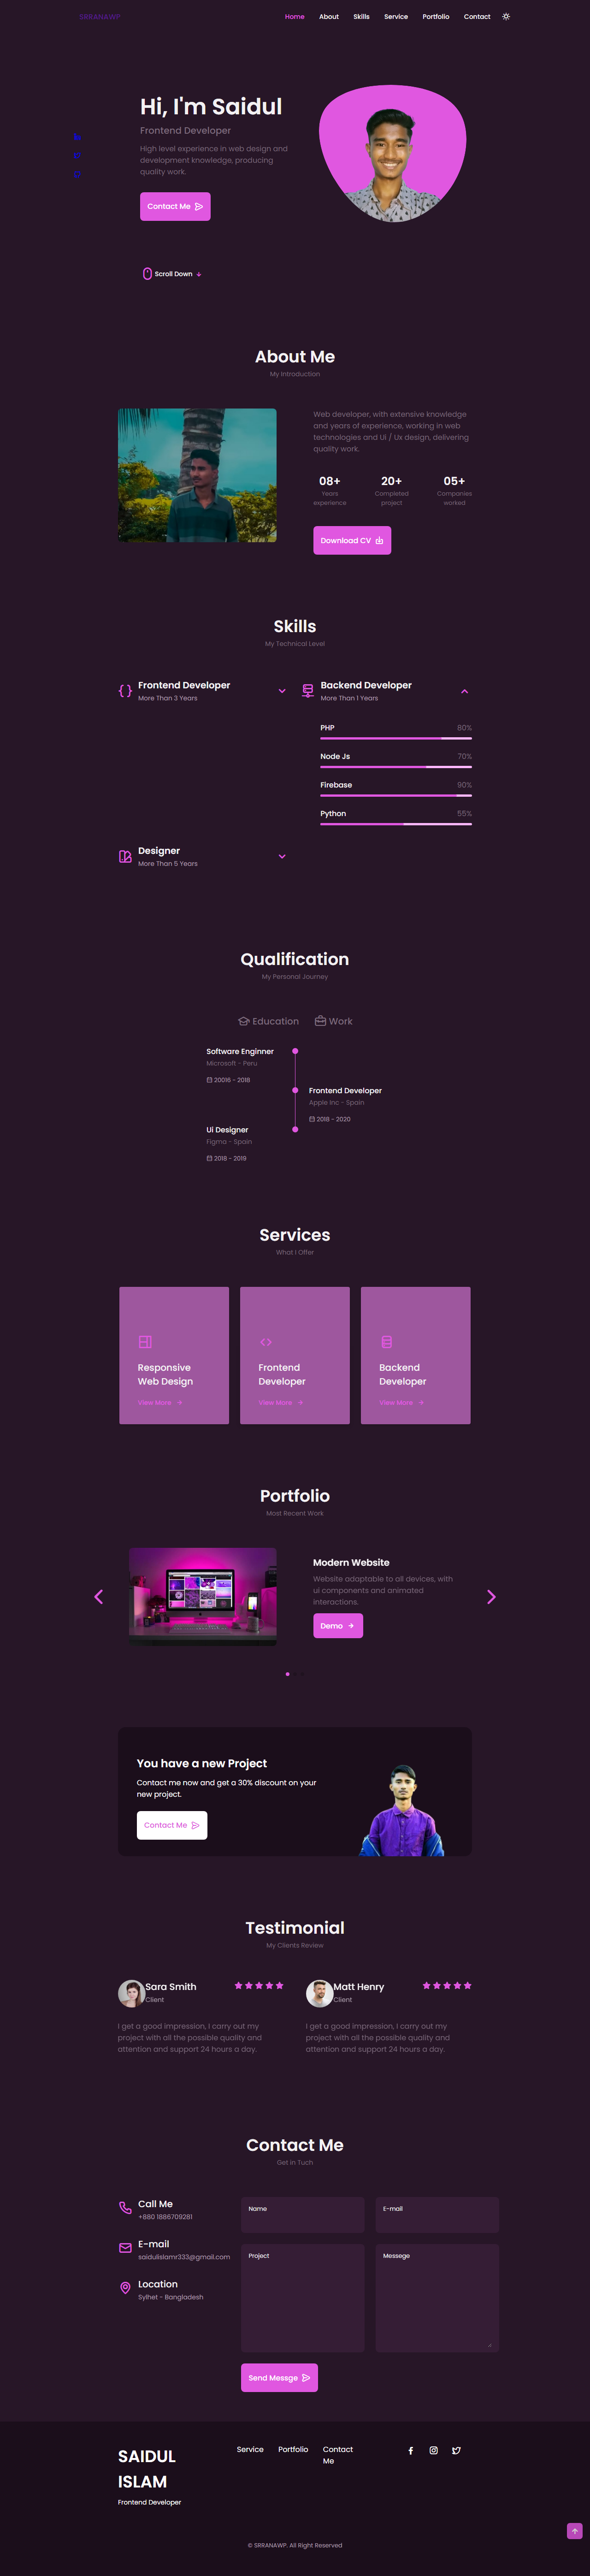 SRRANAWP
Home About Skills Service Portfolio Contact
Hi, I'm Saidul
Frontend Developer
High level experience in web design and
development knowledge, producing
quality work.
Contact Me
Scroll Down
About Me
My Introduction
Web developer, with extensive knowledge
and years of experience, working in web
technologies and UI / Ux design, delivering
quality work.
08+ 20+ 05+
Years Completed Companies
experience project worked
Download CV
Skills
My Technical Level
Frontend Developer
More Than 3 Years
Backend Developer
More Than 1 Years
PHP 80%
Node Js 70%
Firebase 90%
Python 55%
Designer
More Than 5 Years
Qualification
My Personal Journey
Education Work
Software Enginner
Microsoft - Peru
20016 - 2018
Frontend Developer
Apple Inc - Spain
2018 - 2020
Ui Designer
Figma - Spain
2018 - 2019
Services
What I Offer
Responsive
Web Design
View More
Frontend
Developer
View More
Backend
Developer
View More
Portfolio
Most Recent Work
Modern Website
Website adaptable to all devices, with
ui components and animated
interactions.
Demo
You have a new Project
Contact me now and get a 30% discount on your
new project.
Contact Me
Testimonial
My Clients Review
Sara Smith
Client
I get a good impression, I carry out my
project with all the possible quality and
attention and support 24 hours a day.
Matt Henry
Client
I get a good impression, I carry out my
project with all the possible quality and
attention and support 24 hours a day.
Contact Me
Get in Tuch
Call Me
+880 1886709281
E-mail
saidulislamr333@gmail.com
Location
Sylhet - Bangladesh
Name
E-mail
Project
Messege
Send Messge
SAIDUL
ISLAM
Frontend Developer
Service Portfolio Contact
Me
© SRRANAWP. All Right Reserved